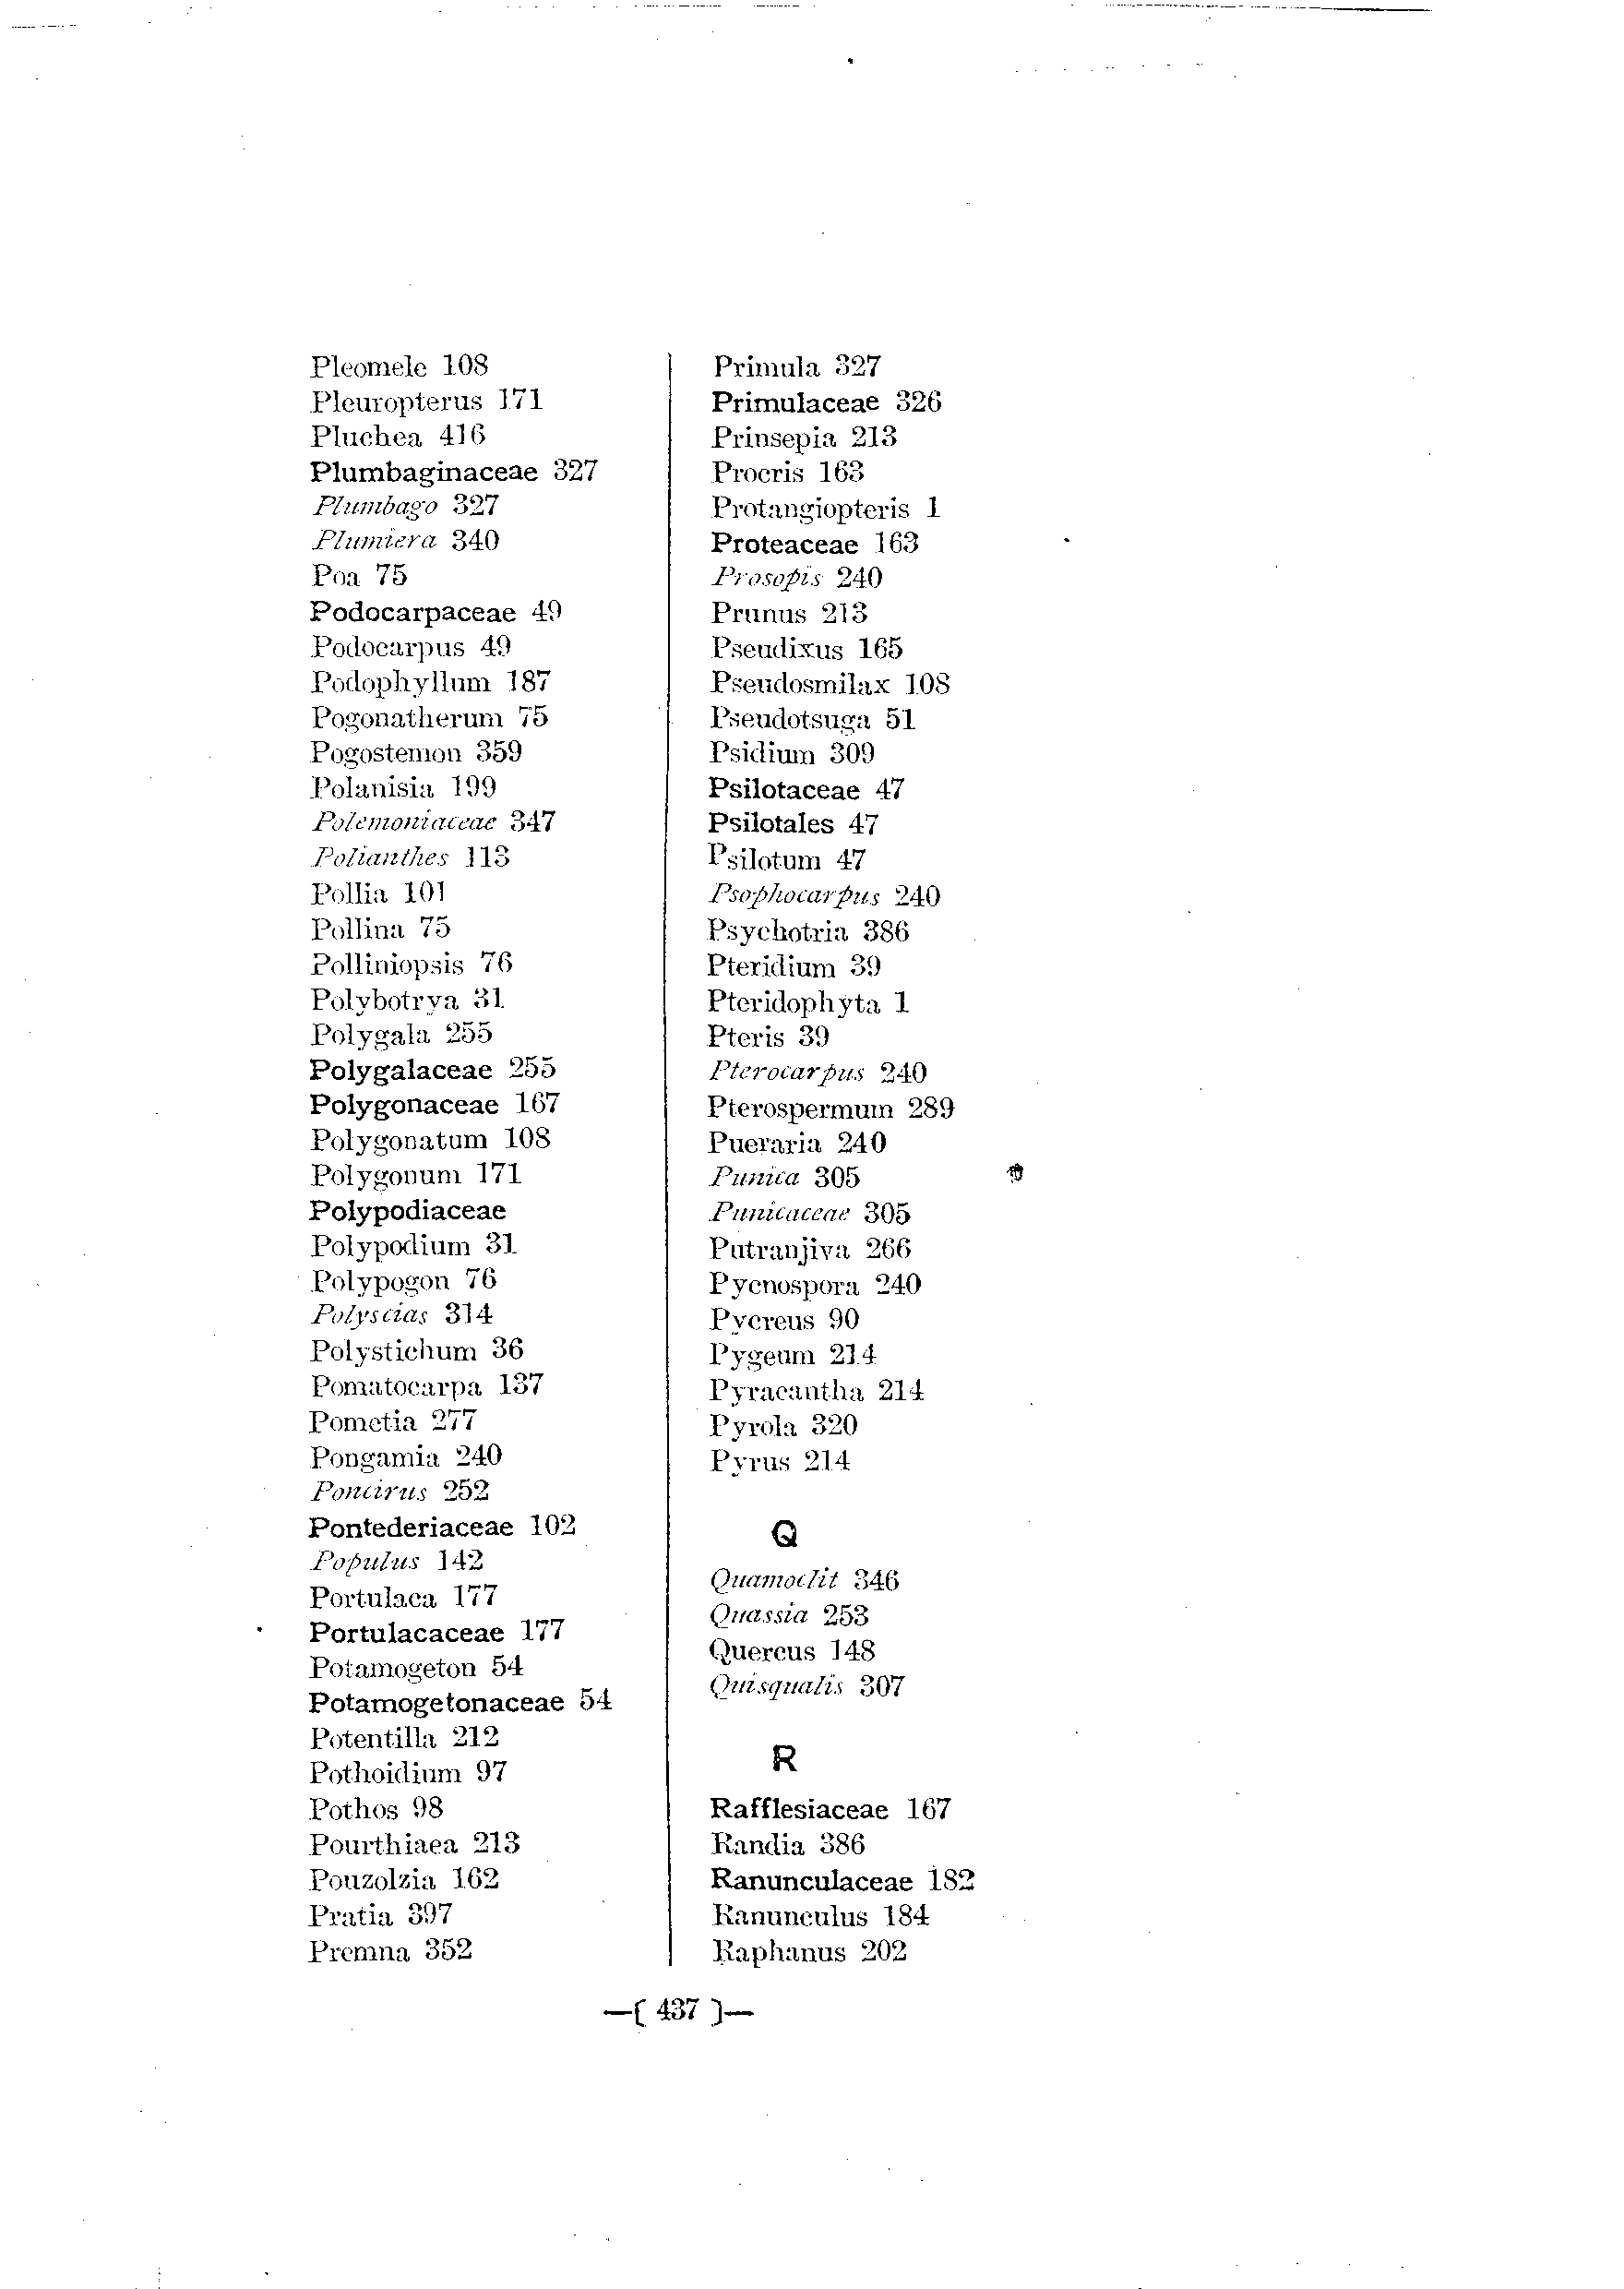 Pleomele 108
Pleuropterus 171
Pluchea 416
Plumbaginaceae 327
Plumbago 327
Plumiera 340
Poa 75
Podocarpaceae 49
Podocarpus 49
Podophyllum 187
Pogonatherum 75
Pogostemon 359
Polanisia 199
Polemoniaceae 347
Polianthes 113
Pollia 101
Pollina 75
Polliniopsis 76
Polybotrya 31
Polygala 255
Polygalaceae 255
Polygonaceae 167
Polygonatum 108
Polygonum 171
Polypodiaceae
Polypodium 31
Polypogon 76
Polyscias 314
Polystichum 36
Pomatocarpa 137
Pometia 277
Pongamia 240
Poncirus 252
Pontederiaceae 102
Populus 142
Portulaca 177
Portulacaceae 177
Potamogeton 54
Potamogetonaceae 54
Potentilla 212
Pothoidium 97
Pothos 98
Pourthiaea 213
Pouzolzia 162
Pratia 397
Premna 352
Primula 327
Primulaceae 326
Prinsepia 213
Procris 163
Protangiopteris 1
Proteaceae 163
Prosopis 240
Prunus 213
Pseudixus 165
Pseudosmilax 108
Pseudotsuga 51
Psidium 309
Psilotaceae 47
Psilotales 47
Psilotum 47
Psophocarpus 240
Psychotria 386
Pteridium 39
Pteridophyta 1
Pteris 39
Pterocarpus 240
Pterospermum 289
Pueraria 240
Punica 305
Punicaceae 305
Putranjiva 266
Pycnospora 240
Pycreus 90
Pygeum 214
Pyracantha 214
Pyrola 320
Pyrus 214
Q
Quamoclit 346
Quassia 253
Quercus 148
Quisqualis 307
R
Rafflesiaceae 167
Randia 386
Ranunculaceae 182
Ranunculus 184
Raphanus 202
—( 437 )—